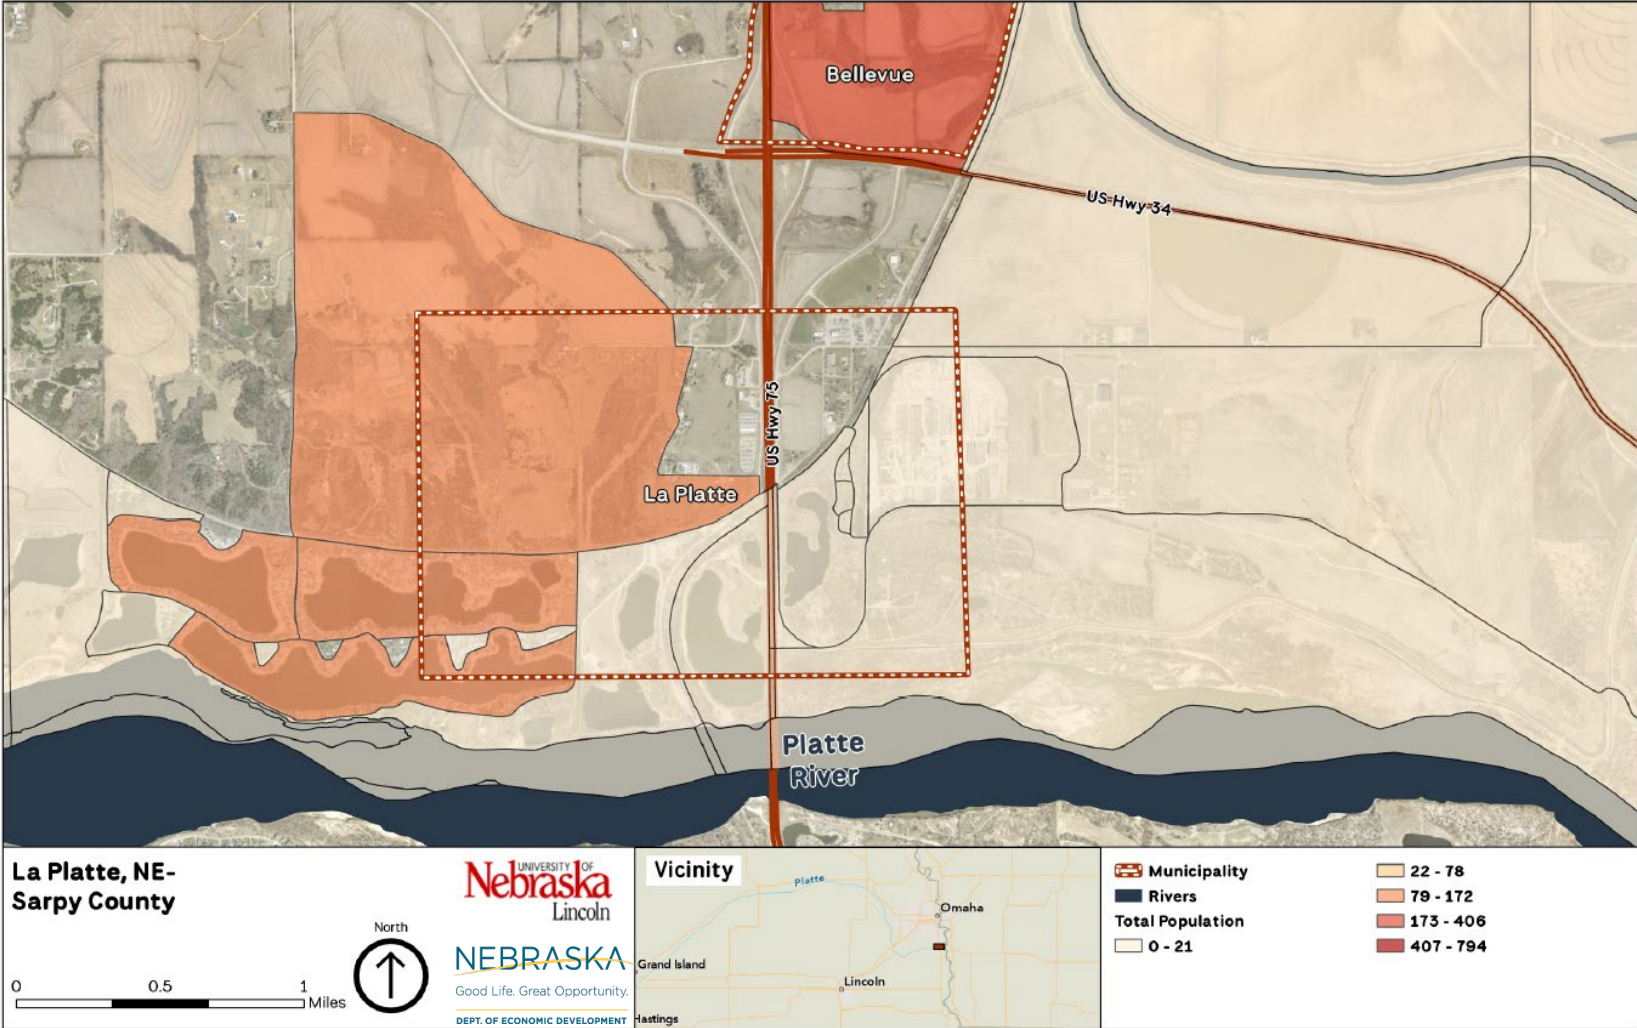 Bellevue
US Hwy 34
US Hwy 75
La Platte
Platte
River
La Platte, NE-
Sarpy County
0 0.5 1 Miles
North
UNIVERSITY OF
Nebraska
Lincoln
NEBRASKA
Good Life. Great Opportunity.
DEPT. OF ECONOMIC DEVELOPMENT
Vicinity
Platte
Omaha
Grand Island
Lincoln
Hastings
Municipality
Rivers
Total Population
0 - 21
22 - 78
79 - 172
173 - 406
407 - 794